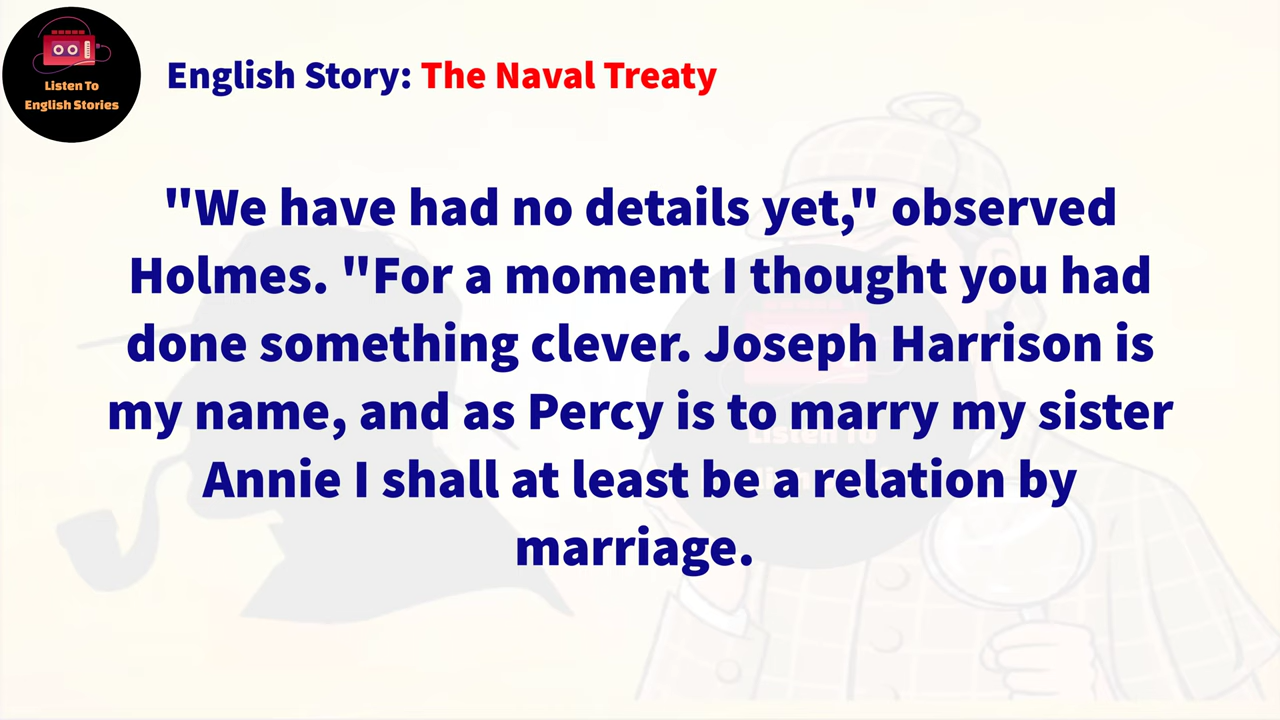 Listen To
English Stories
English Story: The Naval Treaty
"We have had no details yet," observed
Holmes. "For a moment I thought you had
done something clever. Joseph Harrison is
my name, and as Percy is to marry my sister
Annie I shall at least be a relation by
marriage.
Listen To